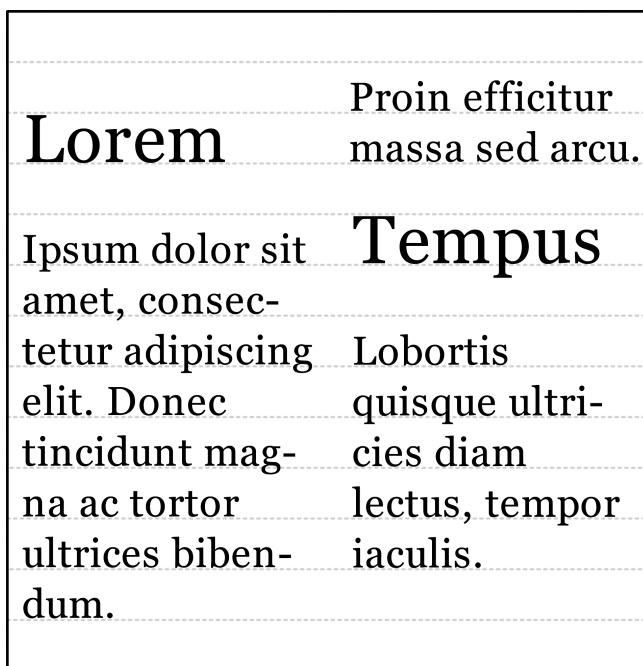 Lorem
Ipsum dolor sit
amet, consec-
tetur adipiscing
elit. Donec
tincidunt mag-
na ac tortor
ultrices biben-
dum.
Proin efficitur
massa sed arcu.
Tempus
Lobortis
quisque ultri-
cies diam
lectus, tempor
iaculis.